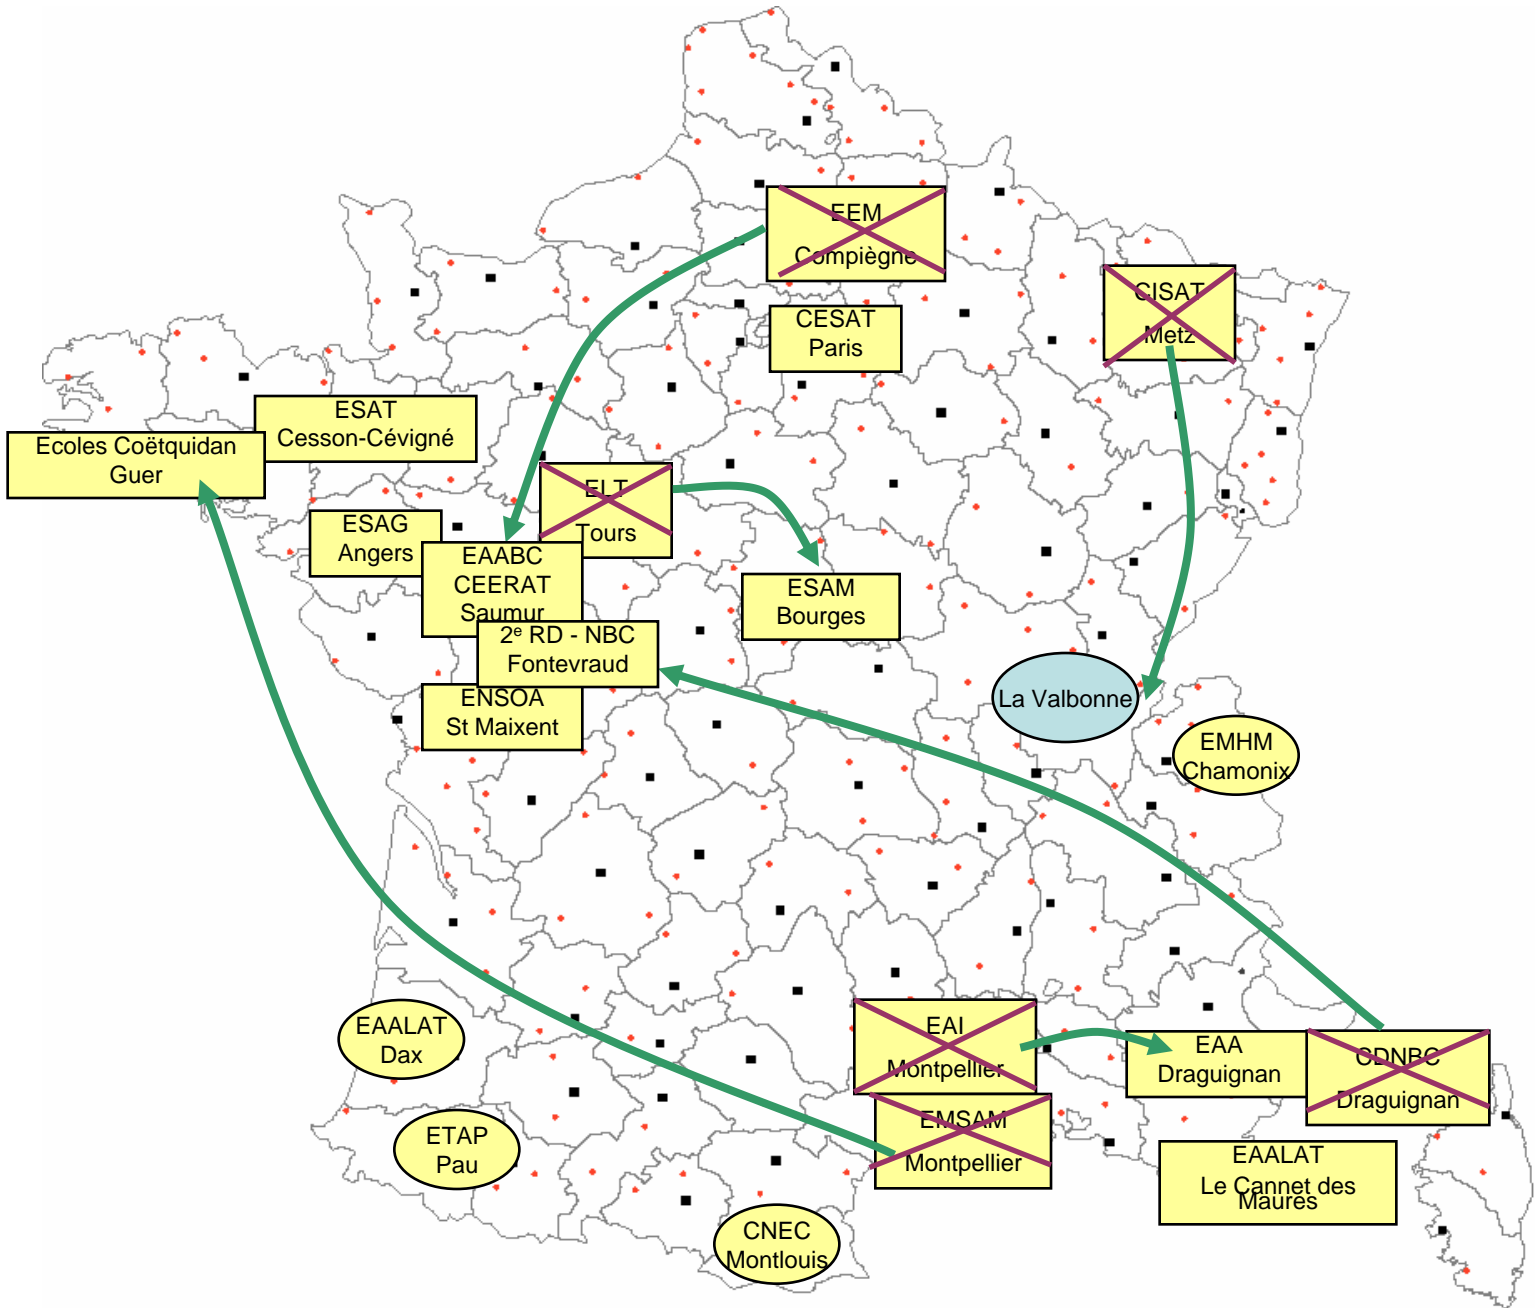 EEM
Compiègne
CISAT
Metz
CESAT
Paris
ESAT
Cesson-Cévigné
Ecoles Coëtquidan
Guer
ELT
Tours
ESAG
Angers
EAABC
CEERAT
Saumur
ESAM
Bourges
2e RD - NBC
Fontevraud
La Valbonne
ENSOA
St Maixent
EMHM
Chamonix
EAALAT
Dax
EAI
Montpellier
EAA
Draguignan
CDNBC
Draguignan
EMSAM
Montpellier
ETAP
Pau
EAALAT
Le Cannet des
Maures
CNEC
Montlouis